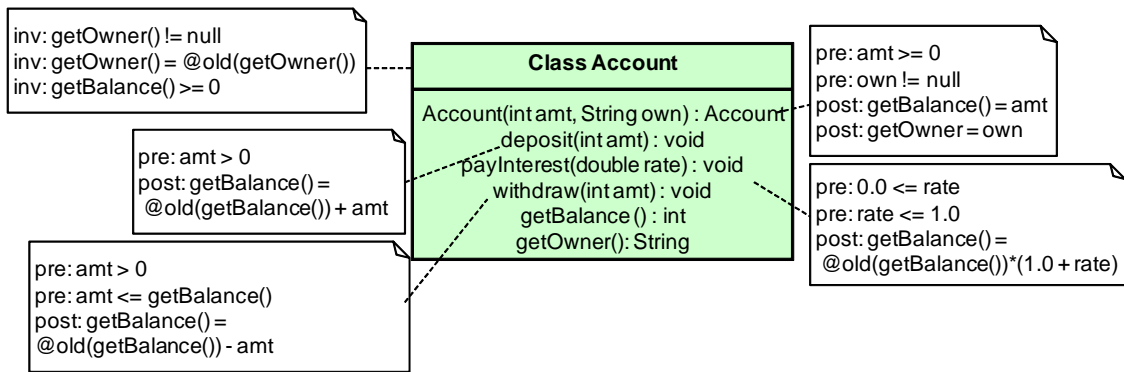 inv: getOwner() != null
inv: getOwner() = @old(getOwner())
inv: getBalance() >= 0
Class Account
Account(int amt, String own) : Account
deposit(int amt) : void
payInterest(double rate) : void
withdraw(int amt) : void
getBalance() : int
getOwner(): String
pre: amt >= 0
pre: own != null
post: getBalance() = amt
post: getOwner = own
pre: amt > 0
post: getBalance() =
@old(getBalance()) + amt
pre: 0.0 <= rate
pre: rate <= 1.0
post: getBalance() =
@old(getBalance())*(1.0 + rate)
pre: amt > 0
pre: amt <= getBalance()
post: getBalance() =
@old(getBalance()) - amt